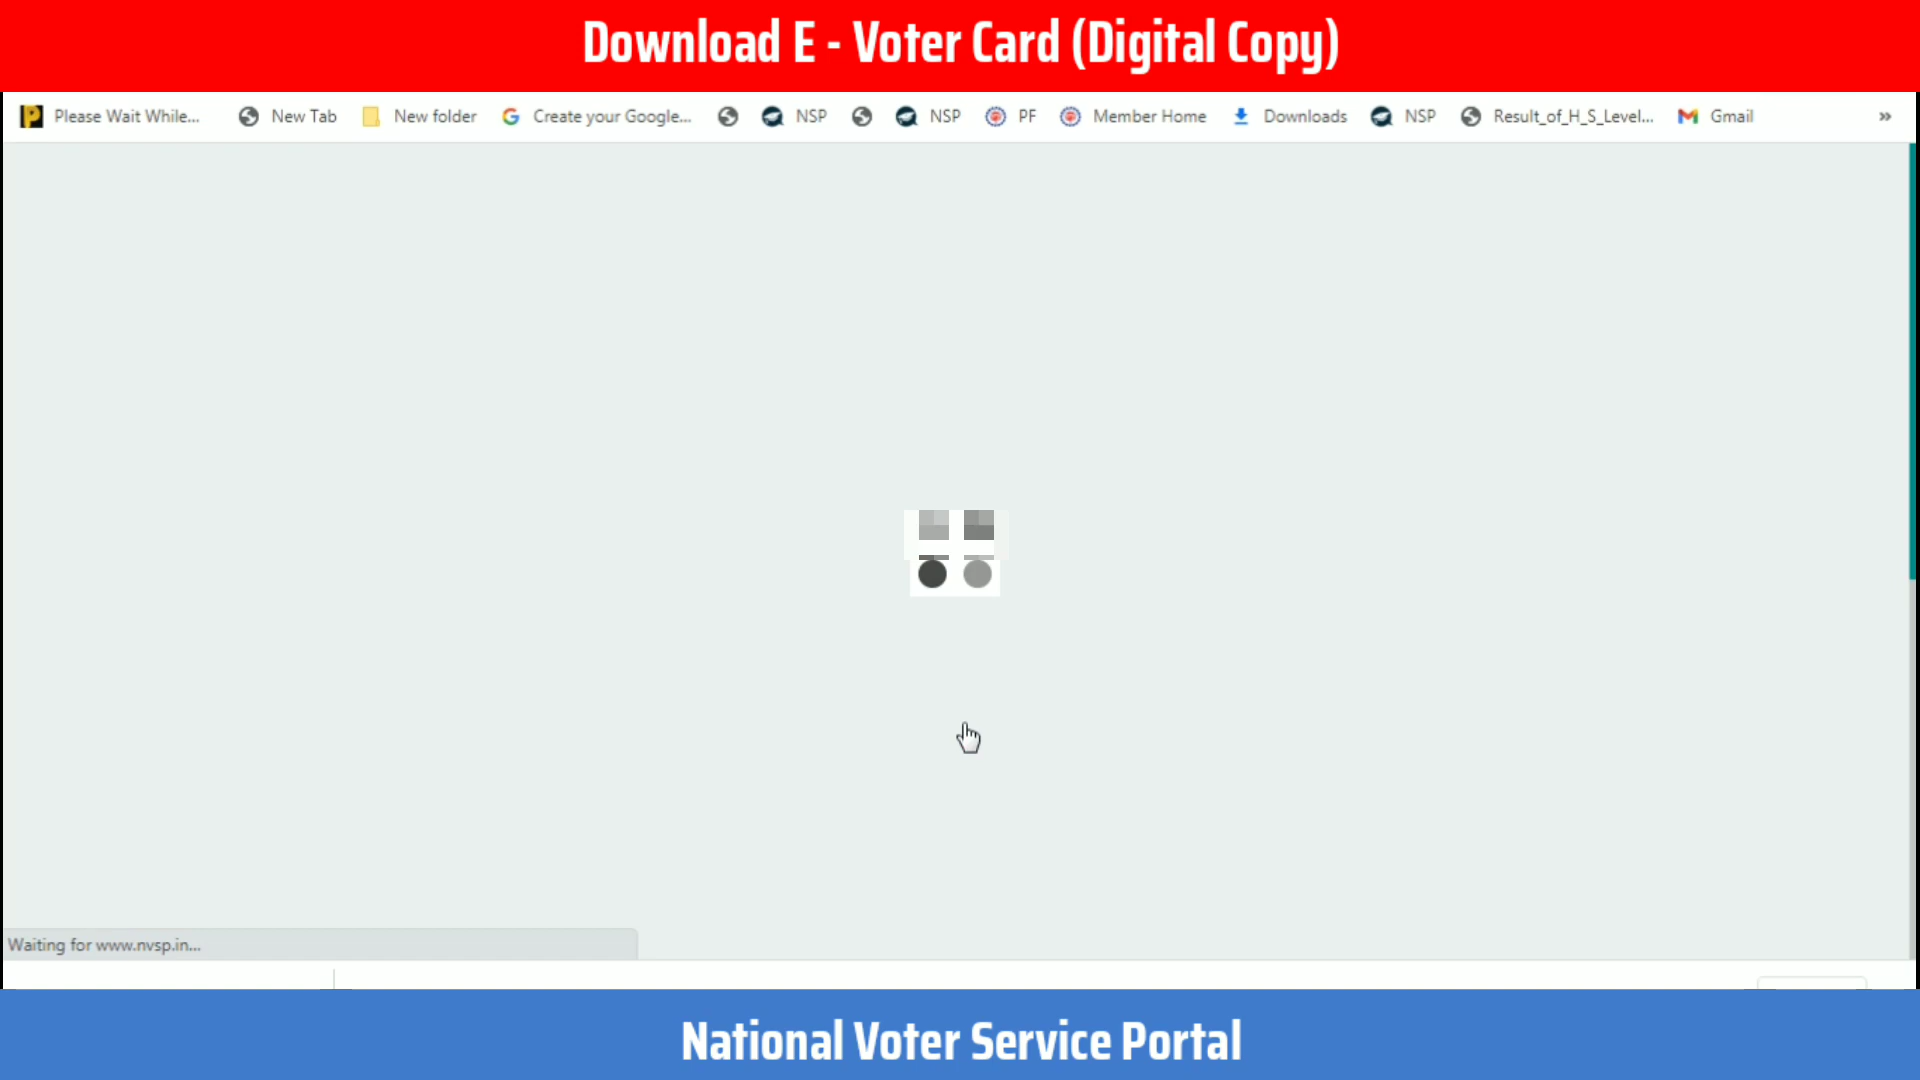 Download E - Voter Card (Digital Copy)
Please Wait While... New Tab New folder Create your Google... NSP NSP PF Member Home Downloads NSP Result_of_H_S_Level... Gmail »
Waiting for www.nvsp.in...
National Voter Service Portal